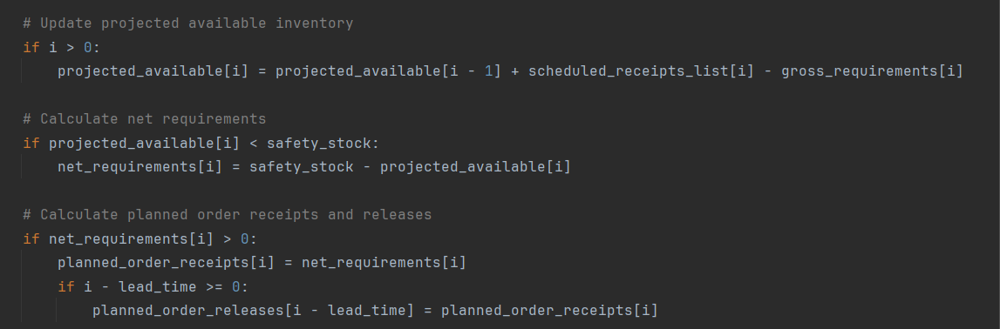 # Update projected available inventory
if i > 0:
    projected_available[i] = projected_available[i - 1] + scheduled_receipts_list[i] - gross_requirements[i]

# Calculate net requirements
if projected_available[i] < safety_stock:
    net_requirements[i] = safety_stock - projected_available[i]

# Calculate planned order receipts and releases
if net_requirements[i] > 0:
    planned_order_receipts[i] = net_requirements[i]
    if i - lead_time >= 0:
        planned_order_releases[i - lead_time] = planned_order_receipts[i]